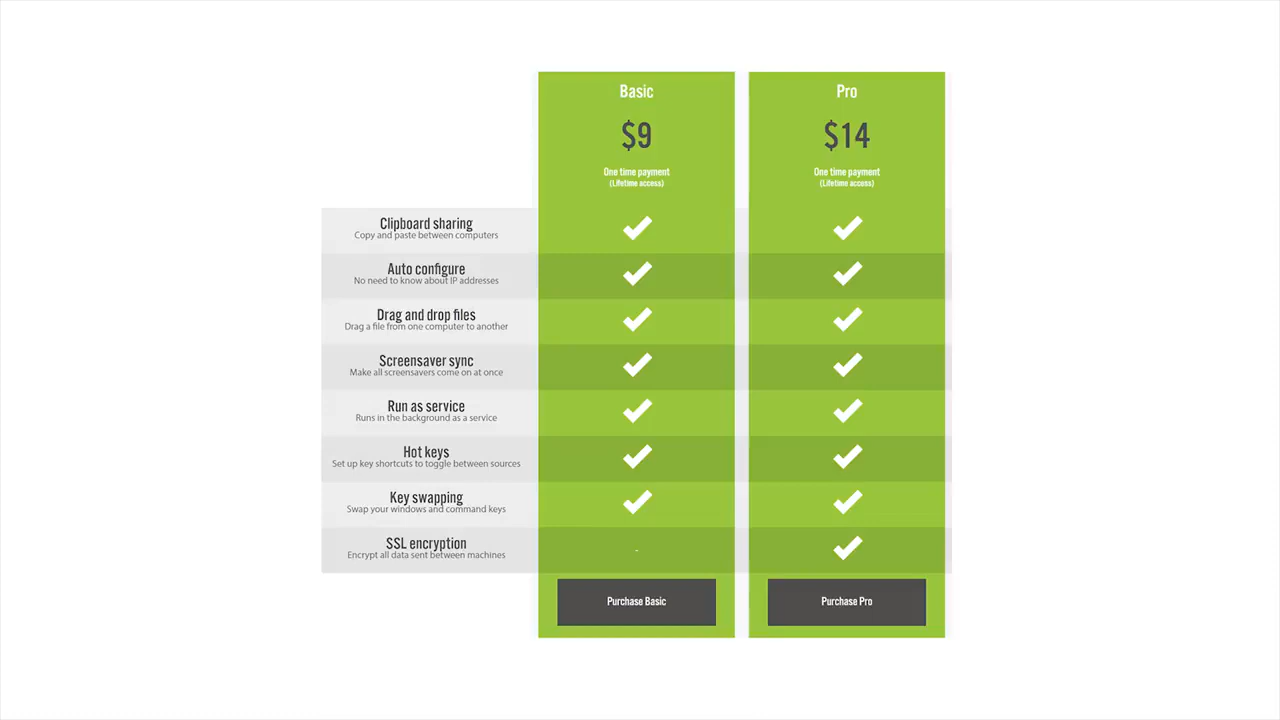 Basic
Pro
$9
$14
One time payment
(Lifetime access)
One time payment
(Lifetime access)
Clipboard sharing
Copy and paste between computers
Auto configure
No need to know about IP addresses
Drag and drop files
Drag a file from one computer to another
Screensaver sync
Make all screensavers come on at once
Run as service
Runs in the background as a service
Hot keys
Set up key shortcuts to toggle between sources
Key swapping
Swap your windows and command keys
SSL encryption
Encrypt all data sent between machines
-
Purchase Basic
Purchase Pro